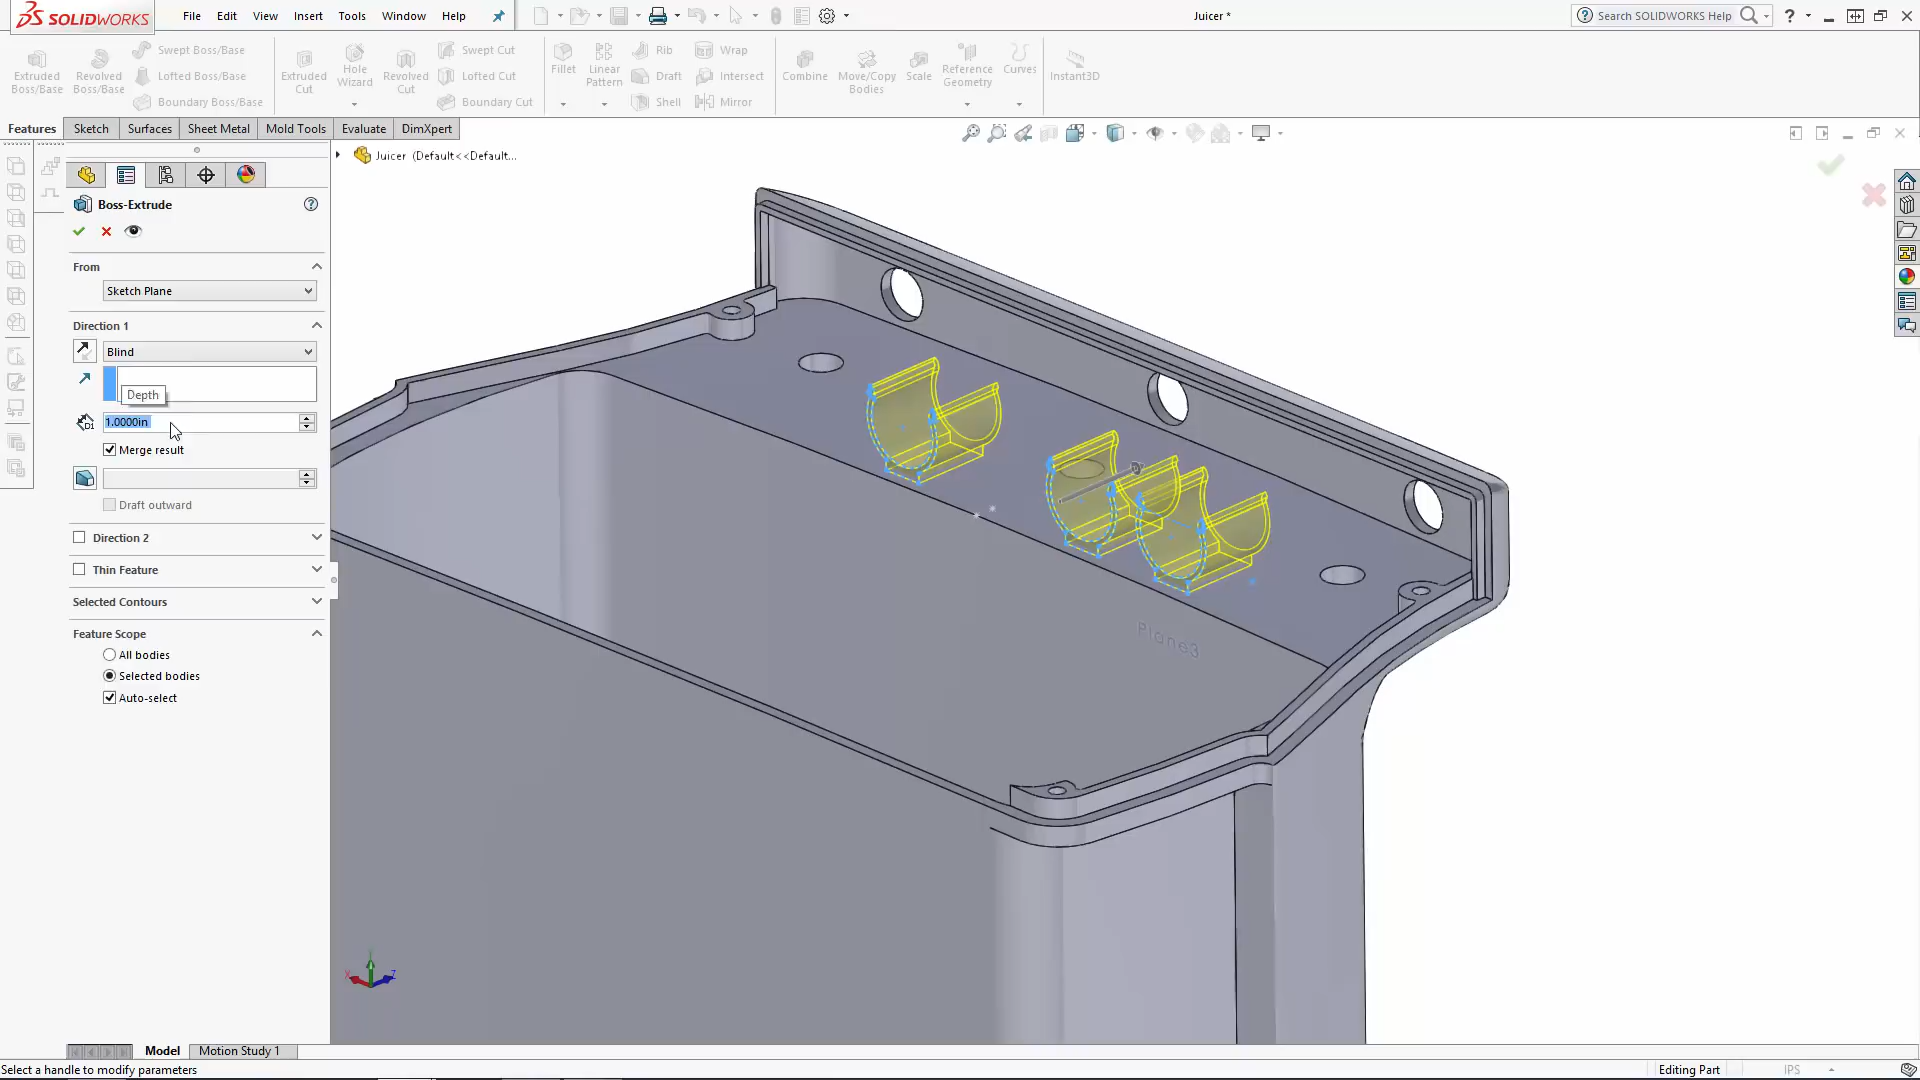 SOLIDWORKS
File Edit View Insert Tools Window Help
Juicer *
Search SOLIDWORKS Help
Extruded Boss/Base
Revolved Boss/Base
Swept Boss/Base
Lofted Boss/Base
Boundary Boss/Base
Extruded Cut
Hole Wizard
Revolved Cut
Swept Cut
Lofted Cut
Boundary Cut
Fillet
Linear Pattern
Rib
Draft
Shell
Wrap
Intersect
Mirror
Combine
Move/Copy Bodies
Scale
Reference Geometry
Curves
Instant3D
Features Sketch Surfaces Sheet Metal Mold Tools Evaluate DimXpert
Juicer (Default<<Default...
Boss-Extrude
From
Sketch Plane
Direction 1
Blind
Depth
D1
1.0000in
Merge result
Draft outward
Direction 2
Thin Feature
Selected Contours
Feature Scope
All bodies
Selected bodies
Auto-select
Plane3
X
Z
Model Motion Study 1
Select a handle to modify parameters
Editing Part
IPS